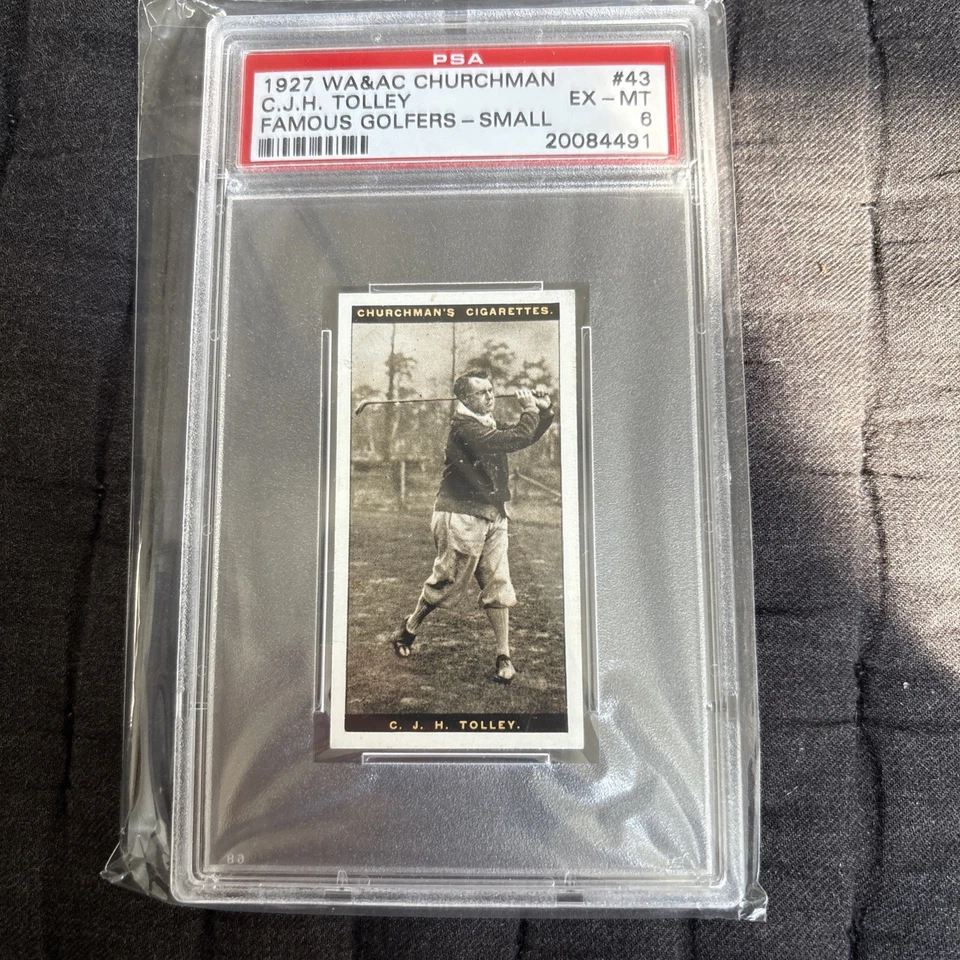 PSA
1927 WA&AC CHURCHMAN #43
C.J.H. TOLLEY EX-MT
FAMOUS GOLFERS-SMALL 6
20084491
CHURCHMAN'S CIGARETTES.
C. J. H. TOLLEY.